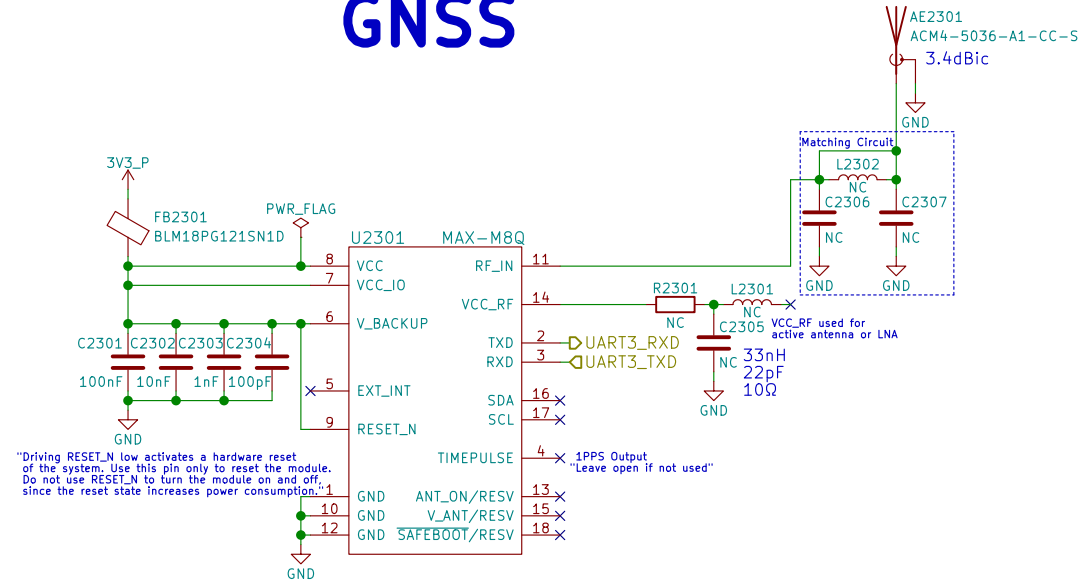 GNSS
AE2301
ACM4-5036-A1-CC-S
3.4dBic
GND
Matching Circuit
L2302
NC
C2306
NC
C2307
NC
GND
GND
3V3_P
FB2301
BLM18PG121SN1D
PWR_FLAG
U2301
MAX-M8Q
8
VCC
7
VCC_IO
6
V_BACKUP
5
EXT_INT
9
RESET_N
1
GND
10
GND
12
GND
RF_IN
11
VCC_RF
14
TXD
2
RXD
3
SDA
16
SCL
17
TIMEPULSE
4
ANT_ON/RESV
13
V_ANT/RESV
15
SAFEBOOT/RESV
18
C2301
100nF
C2302
10nF
C2303
1nF
C2304
100pF
GND
GND
R2301
NC
L2301
NC
C2305
NC
33nH
22pF
10Ω
GND
VCC_RF used for
active antenna or LNA
UART3_RXD
UART3_TXD
1PPS Output
"Leave open if not used"
"Driving RESET_N low activates a hardware reset
of the system. Use this pin only to reset the module.
Do not use RESET_N to turn the module on and off,
since the reset state increases power consumption."